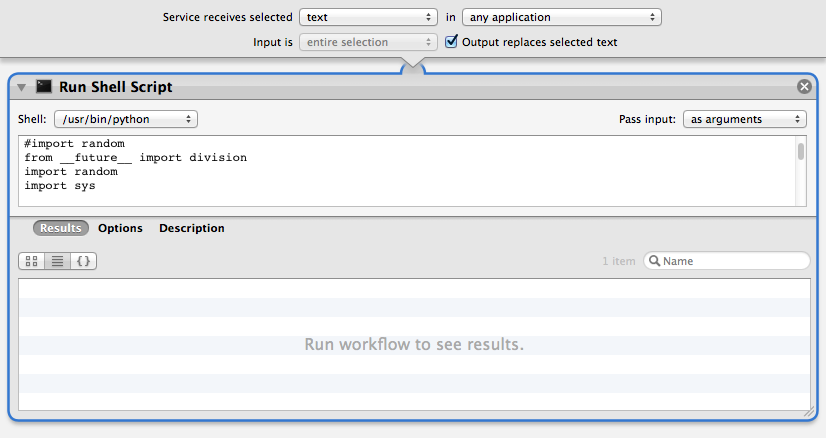 Service receives selected text in any application
Input is entire selection Output replaces selected text
Run Shell Script
Shell: /usr/bin/python Pass input: as arguments
#import random
from __future__ import division
import random
import sys
Results Options Description
{} 1 item Name
Run workflow to see results.